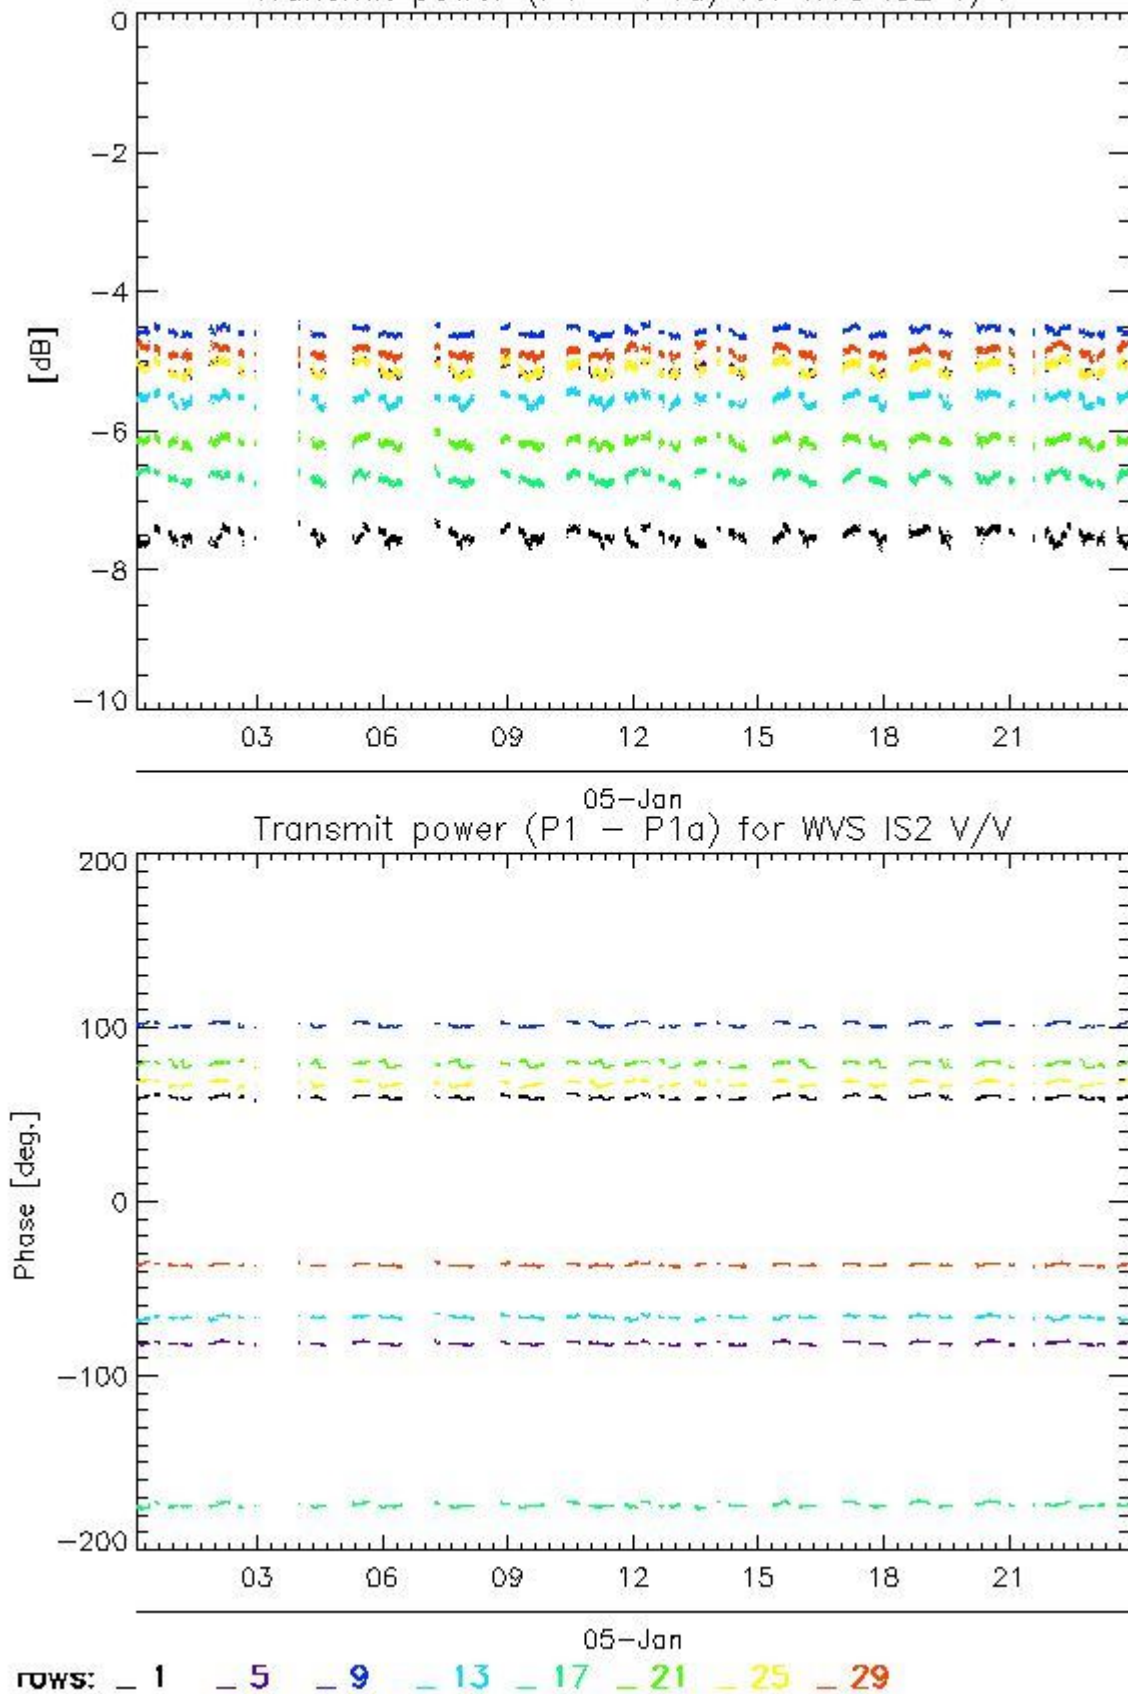 0
-2
-4
[dB]
-6
-8
-10
03 06 09 12 15 18 21
05-Jan
Transmit power (P1 - P1a) for WVS IS2 V/V
200
100
Phase [deg.]
0
-100
-200
03 06 09 12 15 18 21
05-Jan
rows: _ 1 _ 5 _ 9 _ 13 _ 17 _ 21 _ 25 _ 29